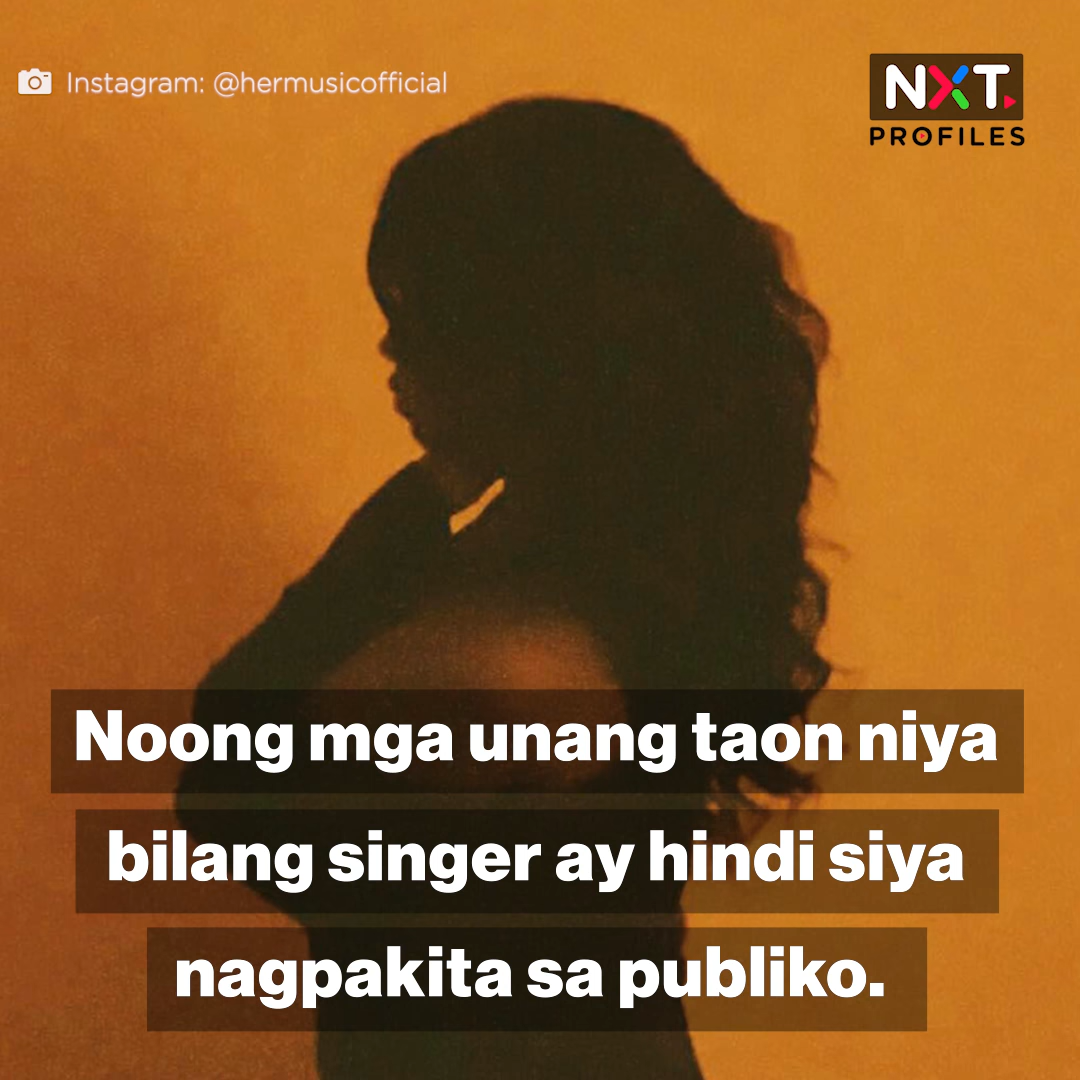 Instagram: @hermusicofficial
NXT.
PROFILES
Noong mga unang taon niya
bilang singer ay hindi siya
nagpakita sa publiko.